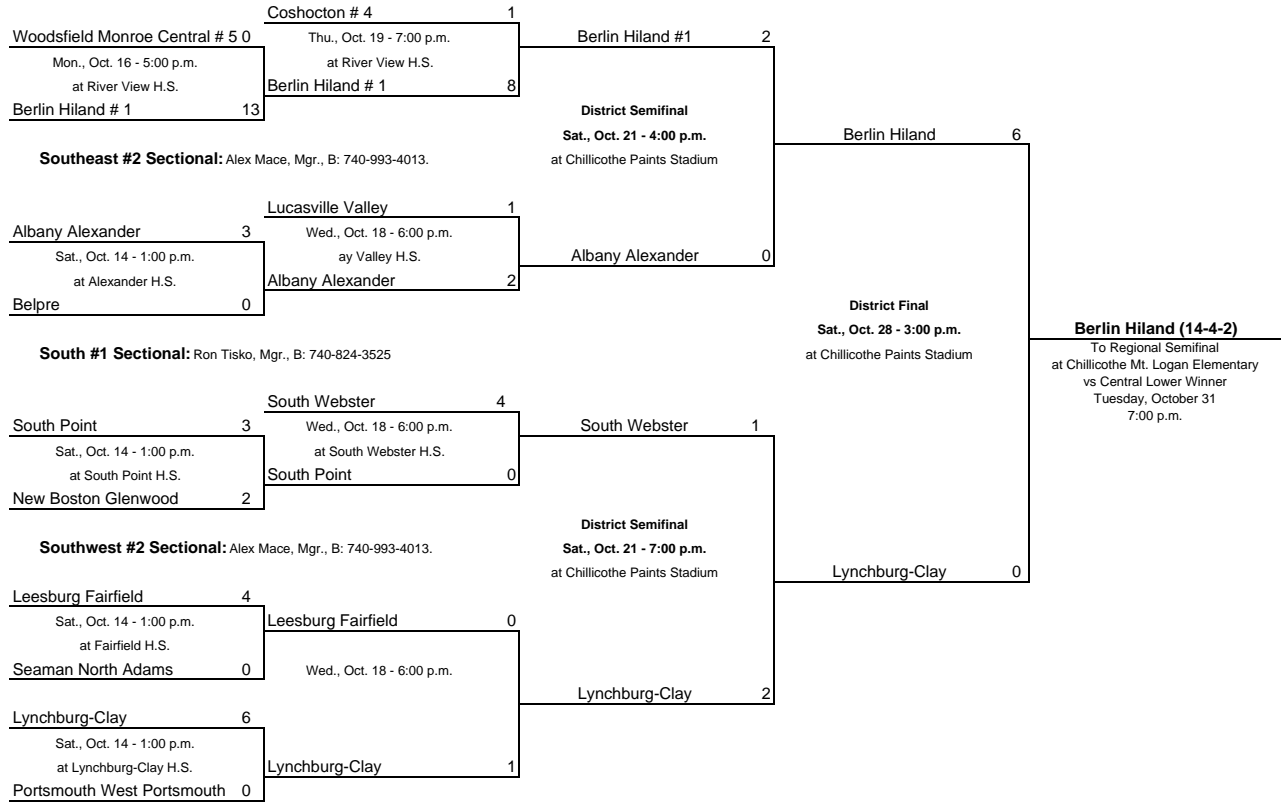 Coshocton # 4 1
Woodsfield Monroe Central # 5 0
Thu., Oct. 19 - 7:00 p.m.
Berlin Hiland #1 2
Mon., Oct. 16 - 5:00 p.m.
at River View H.S.
at River View H.S.
Berlin Hiland # 1 8
Berlin Hiland # 1 13
District Semifinal
Sat., Oct. 21 - 4:00 p.m.
Berlin Hiland 6
Southeast #2 Sectional: Alex Mace, Mgr., B: 740-993-4013.
at Chillicothe Paints Stadium
Lucasville Valley 1
Albany Alexander 3
Wed., Oct. 18 - 6:00 p.m.
Sat., Oct. 14 - 1:00 p.m.
ay Valley H.S.
Albany Alexander 0
at Alexander H.S.
Albany Alexander 2
Belpre 0
District Final
Sat., Oct. 28 - 3:00 p.m.
Berlin Hiland (14-4-2)
South #1 Sectional: Ron Tisko, Mgr., B: 740-824-3525
at Chillicothe Paints Stadium
To Regional Semifinal
at Chillicothe Mt. Logan Elementary
vs Central Lower Winner
Tuesday, October 31
7:00 p.m.
South Webster 4
South Point 3
Wed., Oct. 18 - 6:00 p.m.
South Webster 1
Sat., Oct. 14 - 1:00 p.m.
at South Webster H.S.
at South Point H.S.
South Point 0
New Boston Glenwood 2
District Semifinal
Southwest #2 Sectional: Alex Mace, Mgr., B: 740-993-4013.
Sat., Oct. 21 - 7:00 p.m.
at Chillicothe Paints Stadium
Lynchburg-Clay 0
Leesburg Fairfield 4
Sat., Oct. 14 - 1:00 p.m.
Leesburg Fairfield 0
at Fairfield H.S.
Seaman North Adams 0
Wed., Oct. 18 - 6:00 p.m.
Lynchburg-Clay 2
Lynchburg-Clay 6
Sat., Oct. 14 - 1:00 p.m.
at Lynchburg-Clay H.S.
Lynchburg-Clay 1
Portsmouth West Portsmouth 0